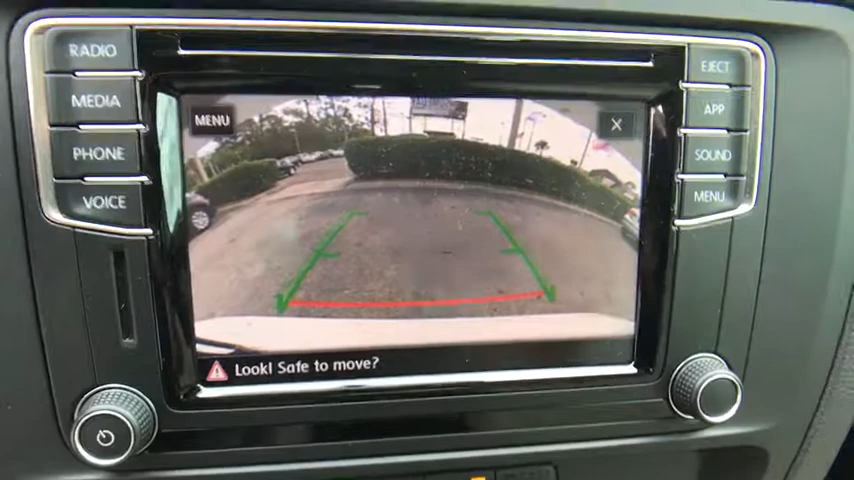 RADIO
MEDIA
PHONE
VOICE
MENU
EJECT
APP
SOUND
MENU
Look! Safe to move?